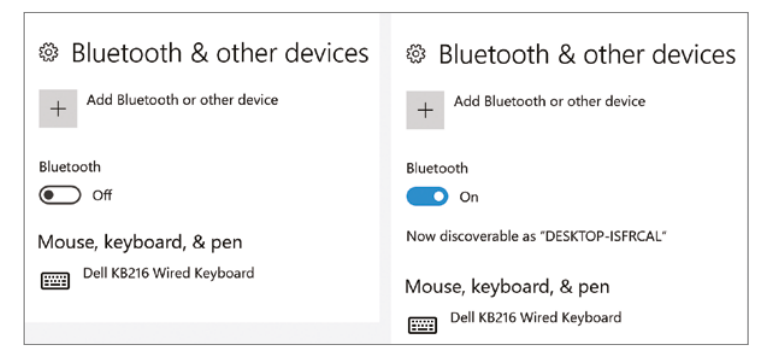 Bluetooth & other devices
Add Bluetooth or other device
Bluetooth
Off
Mouse, keyboard, & pen
Dell KB216 Wired Keyboard
Bluetooth & other devices
Add Bluetooth or other device
Bluetooth
On
Now discoverable as "DESKTOP-ISFRCAL"
Mouse, keyboard, & pen
Dell KB216 Wired Keyboard